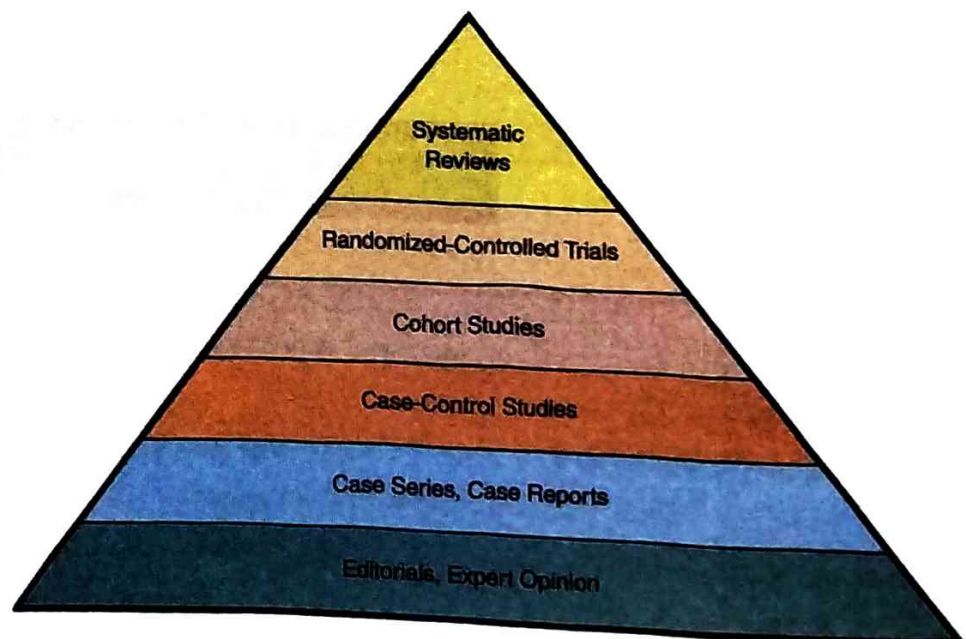 Systematic
Reviews
Randomized-Controlled Trials
Cohort Studies
Case-Control Studies
Case Series, Case Reports
Editorials, Expert Opinion